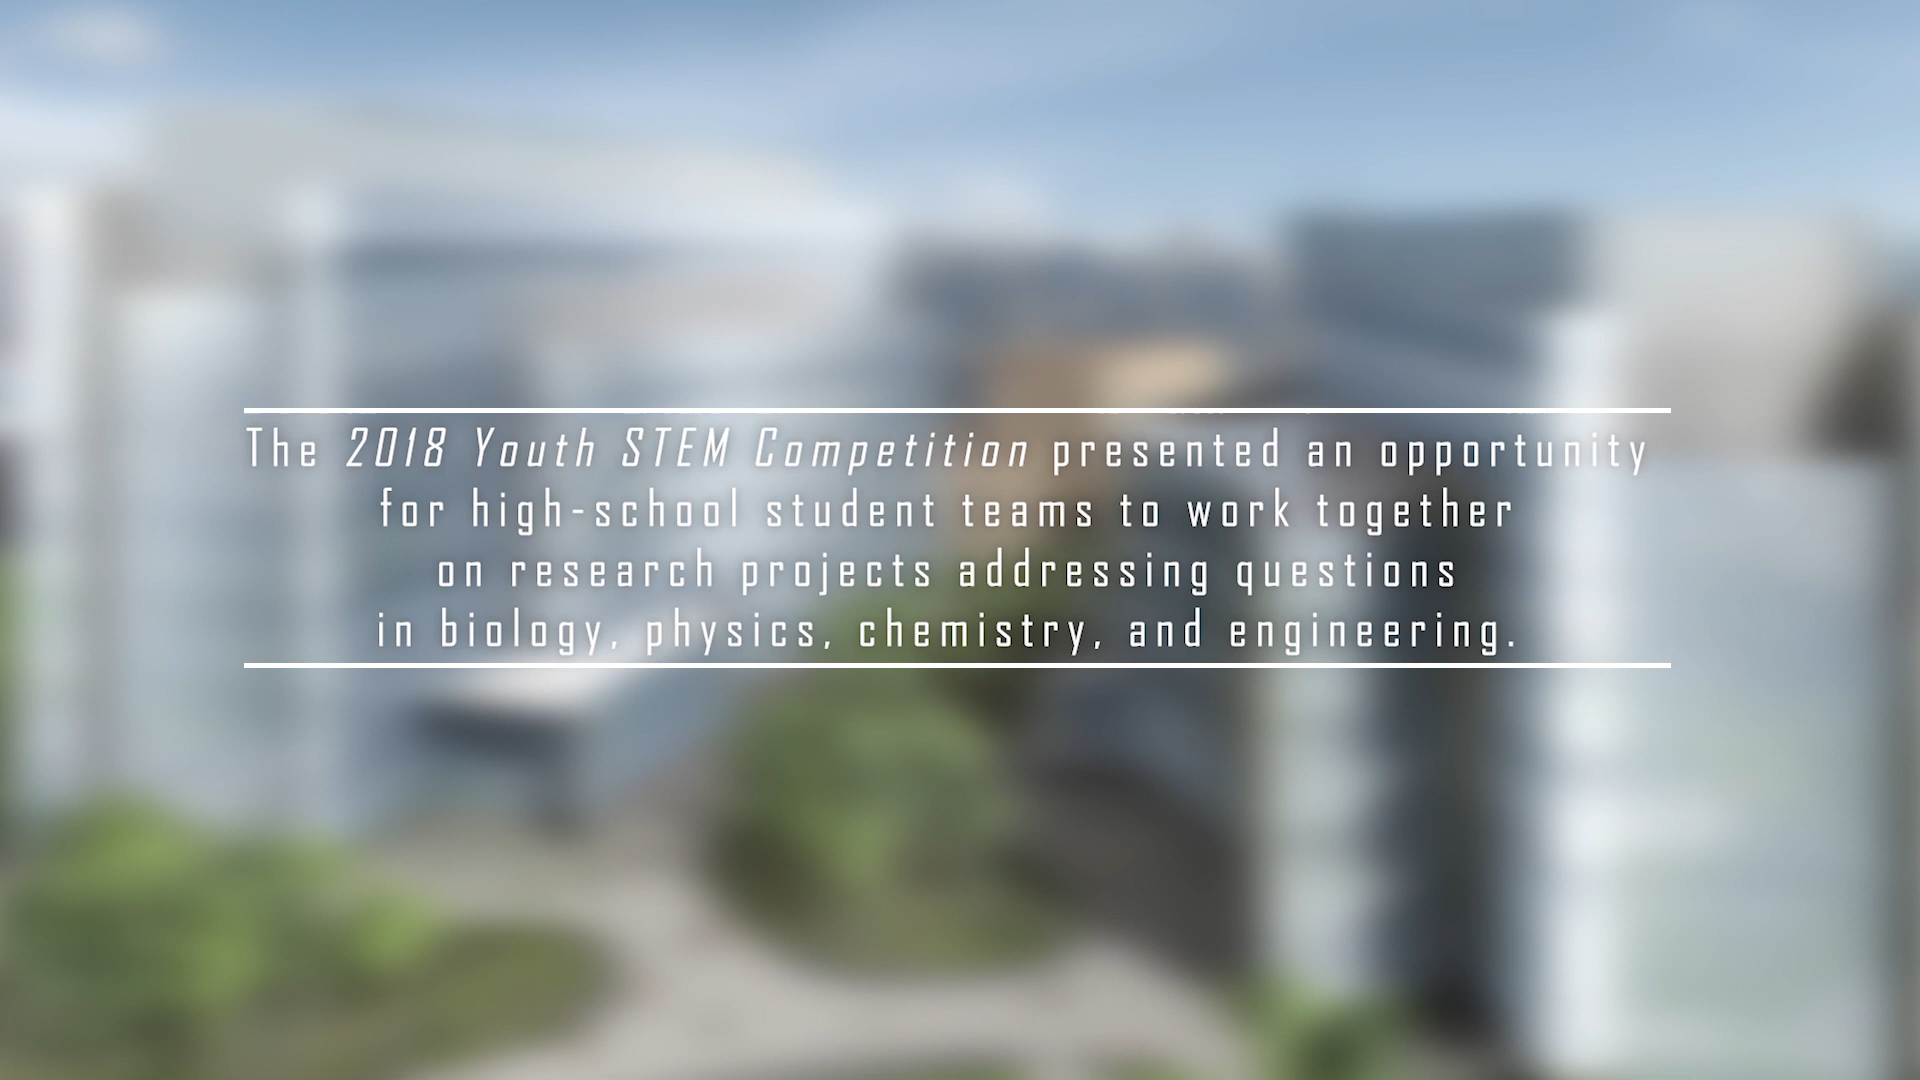 The 2018 Youth STEM Competition presented an opportunity
for high-school student teams to work together
on research projects addressing questions
in biology, physics, chemistry, and engineering.